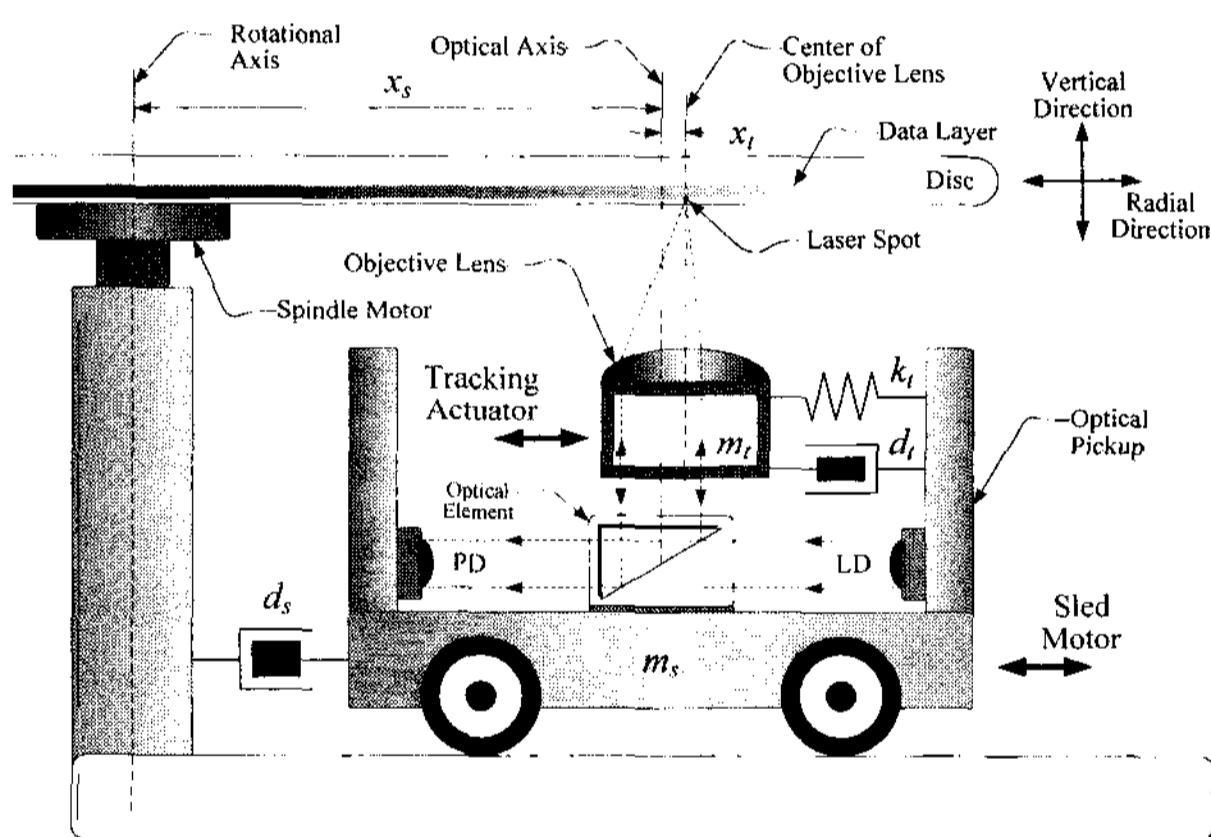 Rotational
Axis
Optical Axis
Center of
Objective Lens
x_s
x_t
Vertical
Direction
Data Layer
Disc
Radial
Direction
Laser Spot
Objective Lens
Spindle Motor
Tracking
Actuator
k_t
Optical
Pickup
m_t
d_t
Optical
Element
PD
LD
d_s
Sled
Motor
m_s